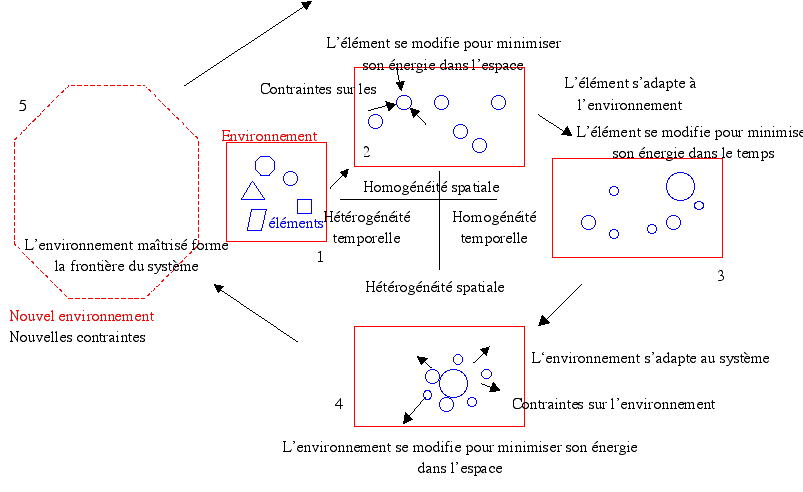 L'élément se modifie pour minimiser
son énergie dans l'espace
Contraintes sur les
L'élément s'adapte à
l'environnement
5
Environnement
2
L'élément se modifie pour minimise
son énergie dans le temps
Homogénéité spatiale
éléments
Hétérogénéité
temporelle
Homogénéité
temporelle
L'environnement maîtrisé forme
la frontière du système
1
3
Hétérogénéité spatiale
Nouvel environnement
Nouvelles contraintes
L'environnement s'adapte au système
4
Contraintes sur l'environnement
L'environnement se modifie pour minimiser son énergie
dans l'espace